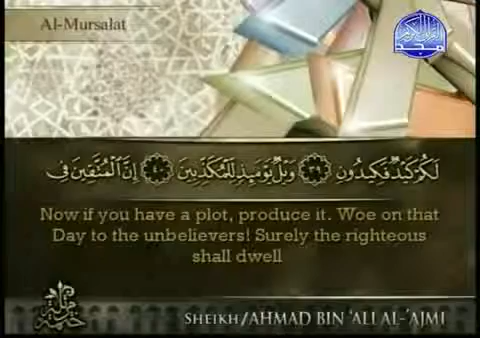 Al-Mursalat
لَكُمْ كَيْدٌ فَكِيدُونِ ٣٩ وَيْلٌ يَوْمَئِذٍ لِلْمُكَذِّبِينَ ٤٠ إِنَّ الْمُتَّقِينَ فِي
Now if you have a plot, produce it. Woe on that
Day to the unbelievers! Surely the righteous
shall dwell
SHEIKH/AHMAD BIN 'ALI AL-'AJMI